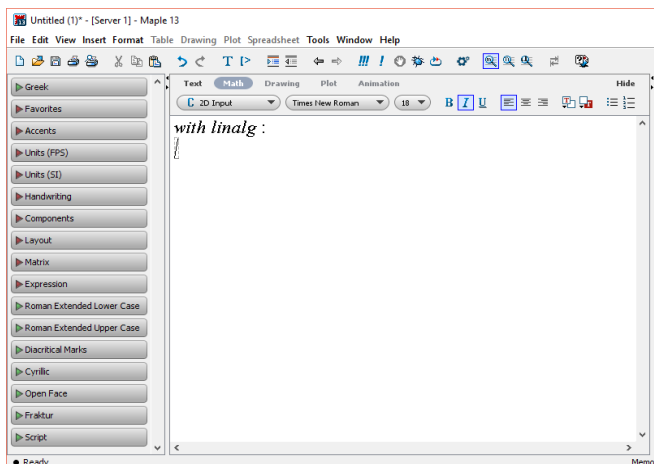 Untitled (1)* - [Server 1] - Maple 13
File Edit View Insert Format Table Drawing Plot Spreadsheet Tools Window Help
Text Math Drawing Plot Animation Hide
C 2D Input Times New Roman 18 B I U
with linalg :
Greek
Favorites
Accents
Units (FPS)
Units (SI)
Handwriting
Components
Layout
Matrix
Expression
Roman Extended Lower Case
Roman Extended Upper Case
Diacritical Marks
Cyrillic
Open Face
Fraktur
Script
Ready Memo